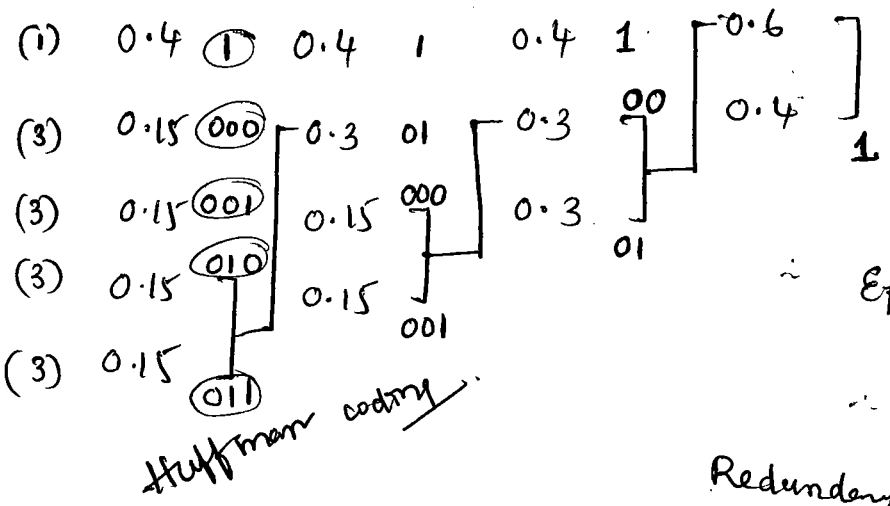 (1) 0.4 1 0.4 1 0.4 1 0.6
(3) 0.15 000 0.3 01 0.3 00 0.4 1
(3) 0.15 001 0.15 000 0.3 01
(3) 0.15 010 0.15 001
(3) 0.15 011
Huffman coding.